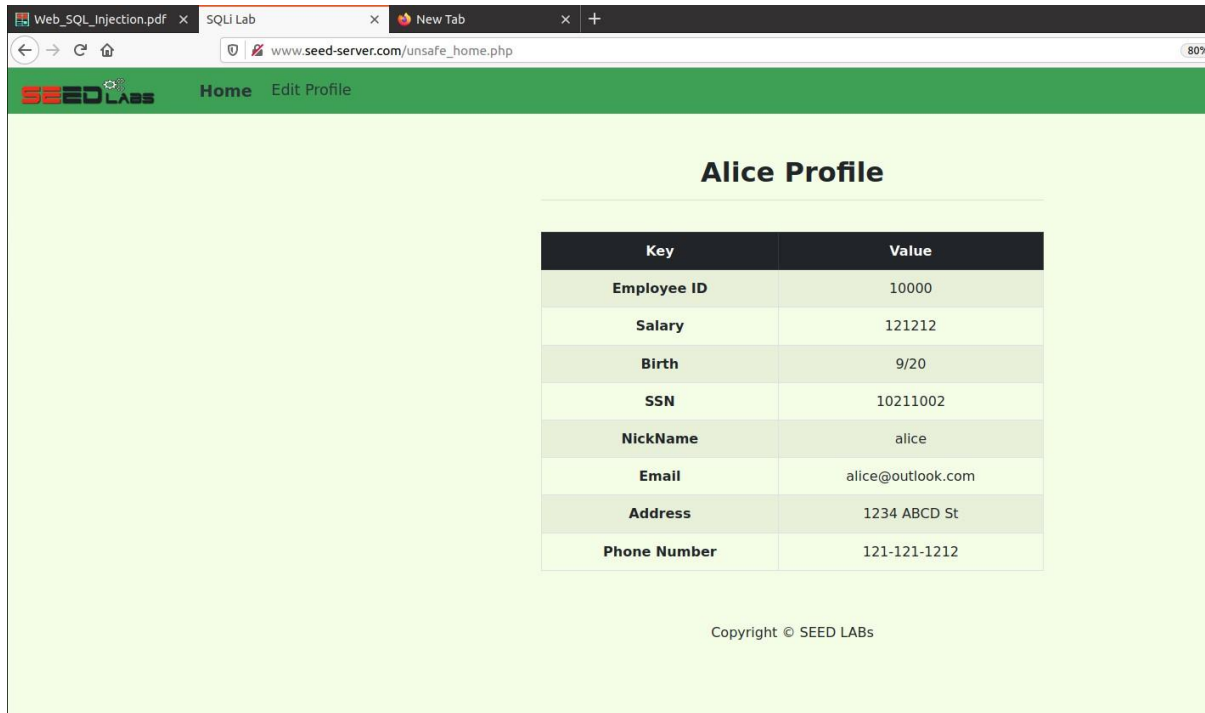 Web_SQL_Injection.pdf × SQLi Lab × New Tab × +
www.seed-server.com/unsafe_home.php 80%
SEED LABS Home Edit Profile
Alice Profile
Key Value
Employee ID 10000
Salary 121212
Birth 9/20
SSN 10211002
NickName alice
Email alice@outlook.com
Address 1234 ABCD St
Phone Number 121-121-1212
Copyright © SEED LABs